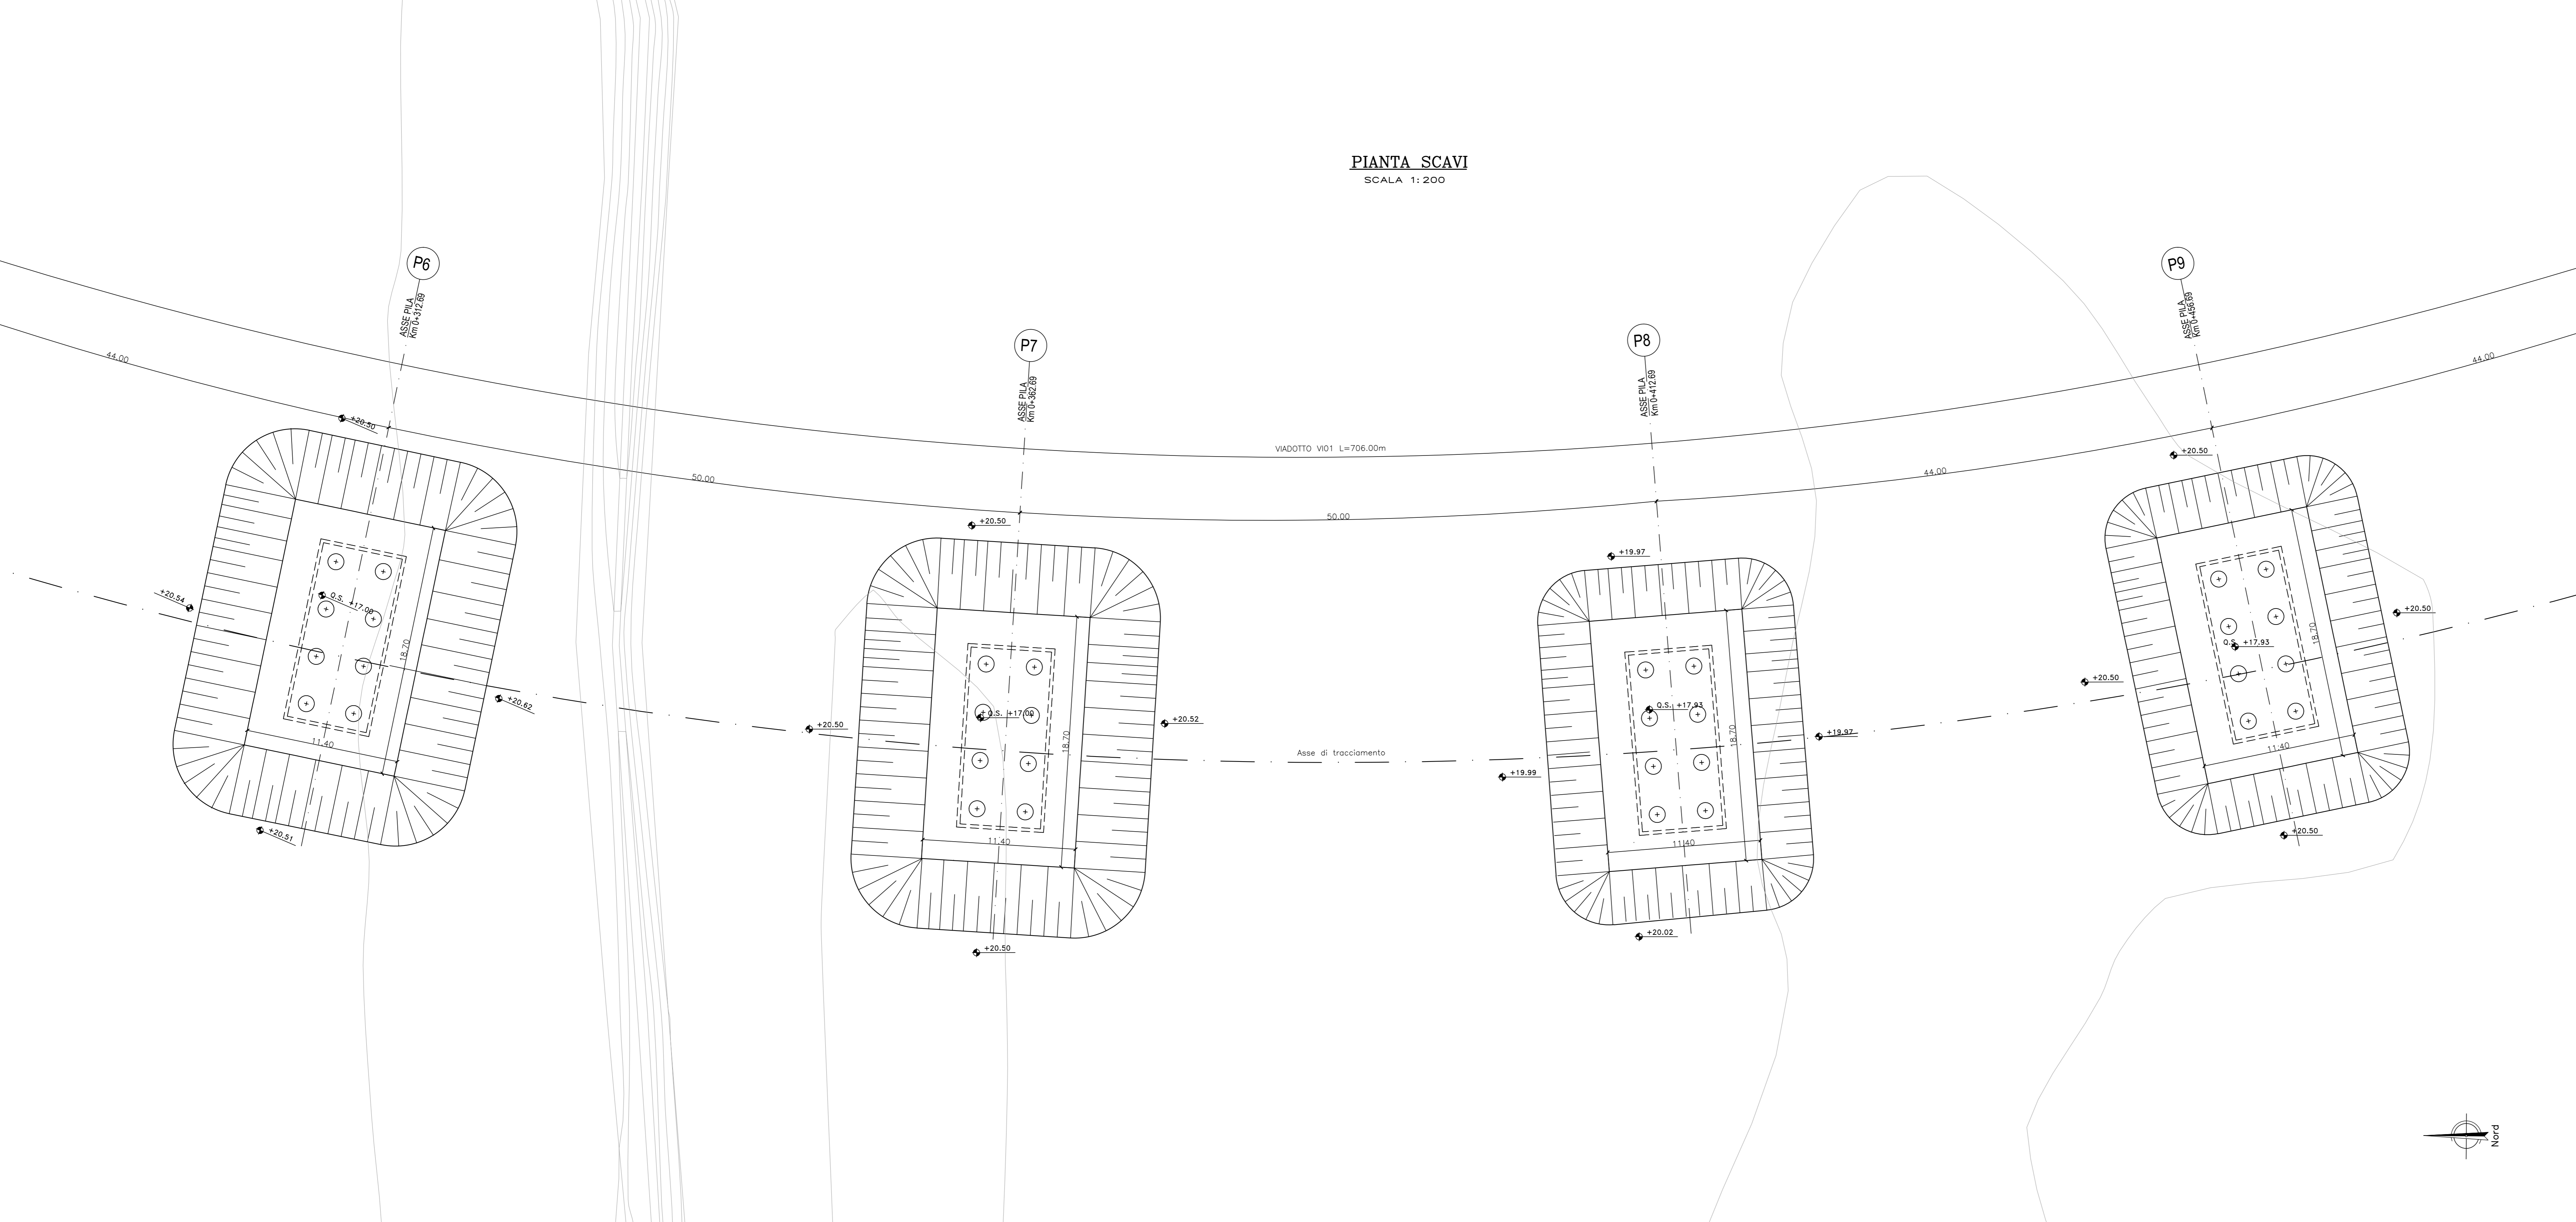 PIANTA SCAVI
SCALA 1:200
P6
ASSE PILA
Km 0+312.69
P7
ASSE PILA
Km 0+362.69
P8
ASSE PILA
Km 0+412.69
P9
ASSE PILA
Km 0+456.69
44.00
50.00
VIADOTTO VI01 L=706.00m
50.00
44.00
44.00
+20.50
+20.54
Q.S. +17.00
18.70
11.40
+20.62
+20.51
+20.50
+20.50
Q.S. +17.00
18.70
11.40
+20.52
+20.50
Asse di tracciamento
+19.97
+19.99
Q.S. +17.93
18.70
11.40
+19.97
+20.02
+20.50
+20.50
Q.S. +17.93
18.70
11.40
+20.50
+20.50
Nord